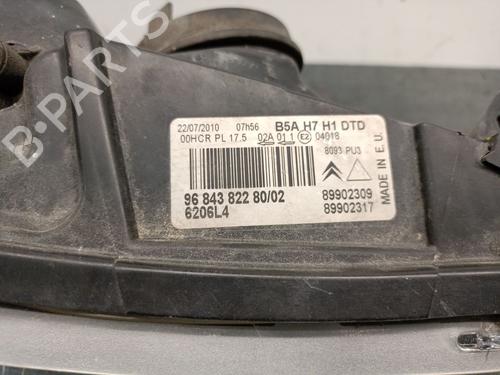 22/07/2010 07h56 B5A H7 H1 DTD
00HCR PL 17.5 02A 01 1 E2 04018
8093 PU3
96 843 822 80/02 89902309
6206L4 89902317
MADE IN E.U.
B-PARTS